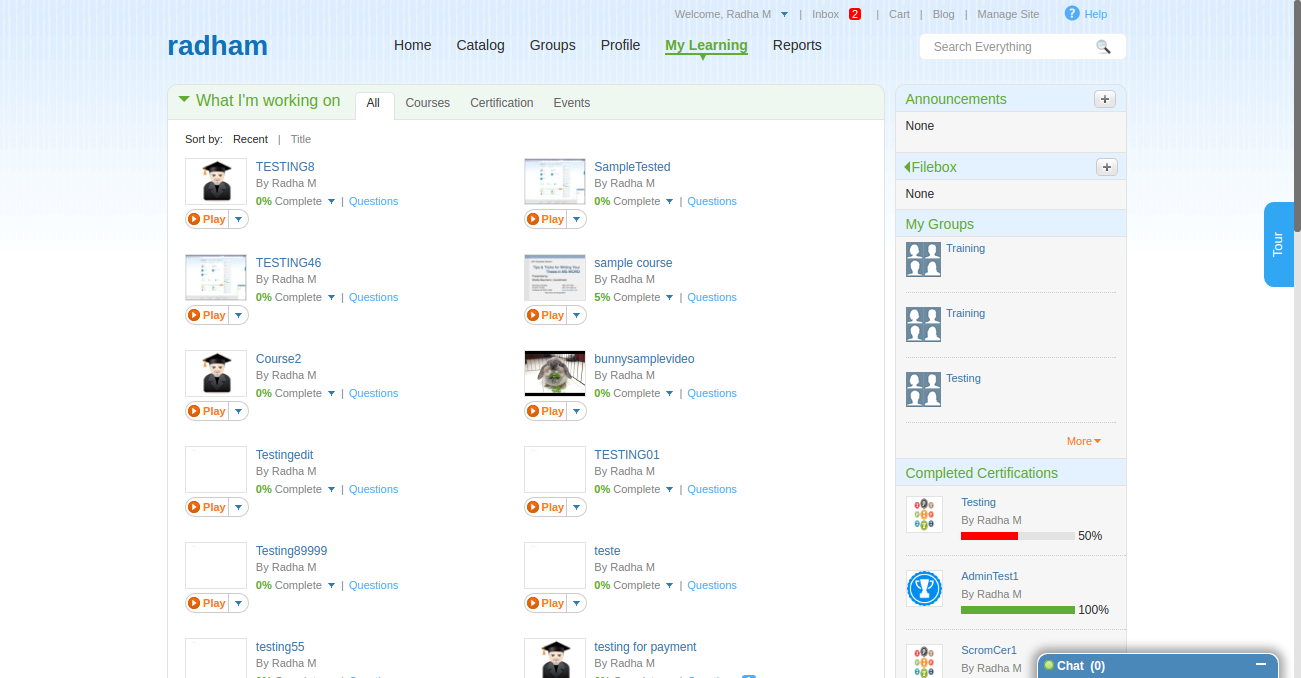 Welcome, Radha M | Inbox 2 | Cart | Blog | Manage Site ? Help
radham
Home Catalog Groups Profile My Learning Reports
Search Everything
What I'm working on
All Courses Certification Events
Sort by: Recent | Title
TESTING8
By Radha M
0% Complete | Questions
Play
SampleTested
By Radha M
0% Complete | Questions
Play
TESTING46
By Radha M
0% Complete | Questions
Play
sample course
By Radha M
5% Complete | Questions
Play
Course2
By Radha M
0% Complete | Questions
Play
bunnysamplevideo
By Radha M
0% Complete | Questions
Play
Testingedit
By Radha M
0% Complete | Questions
Play
TESTING01
By Radha M
0% Complete | Questions
Play
Testing89999
By Radha M
0% Complete | Questions
Play
teste
By Radha M
0% Complete | Questions
Play
testing55
By Radha M
testing for payment
By Radha M
Announcements +
None
Filebox +
None
My Groups
Training
Training
Testing
More
Completed Certifications
Testing
By Radha M
50%
AdminTest1
By Radha M
100%
ScromCer1
By Radha M
Tour
Chat (0)